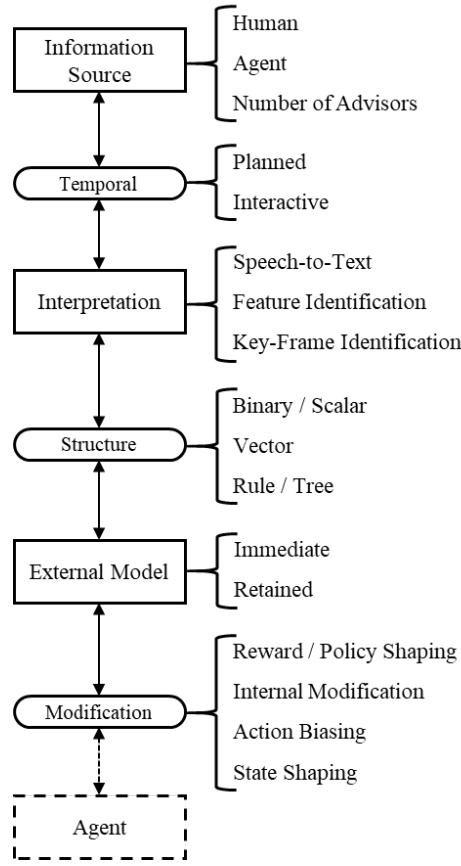 Information
Source
Human
Agent
Number of Advisors
Temporal
Planned
Interactive
Interpretation
Speech-to-Text
Feature Identification
Key-Frame Identification
Structure
Binary / Scalar
Vector
Rule / Tree
External Model
Immediate
Retained
Modification
Reward / Policy Shaping
Internal Modification
Action Biasing
State Shaping
Agent